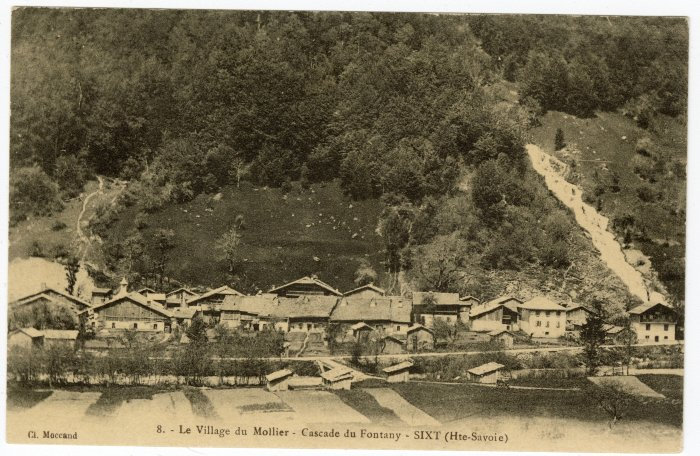 8. - Le Village du Mollier - Cascade du Fontany - SIXT (Hte-Savoie)
Cl. Moccand